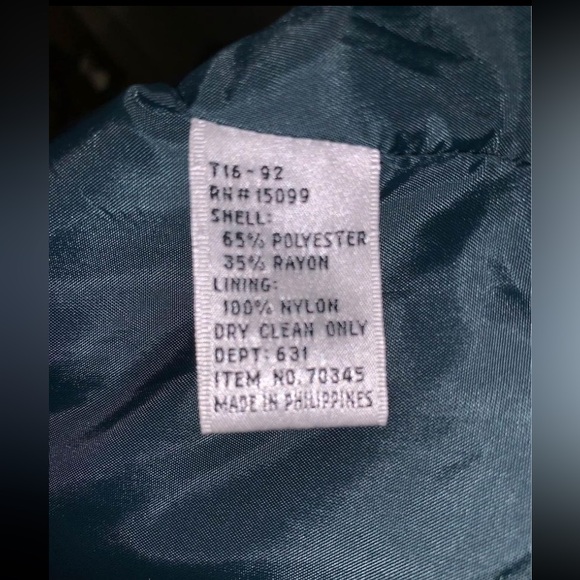 T16-92
RN#15099
SHELL:
65% POLYESTER
35% RAYON
LINING:
100% NYLON
DRY CLEAN ONLY
DEPT: 631
ITEM NO. 70345
MADE IN PHILIPPINES